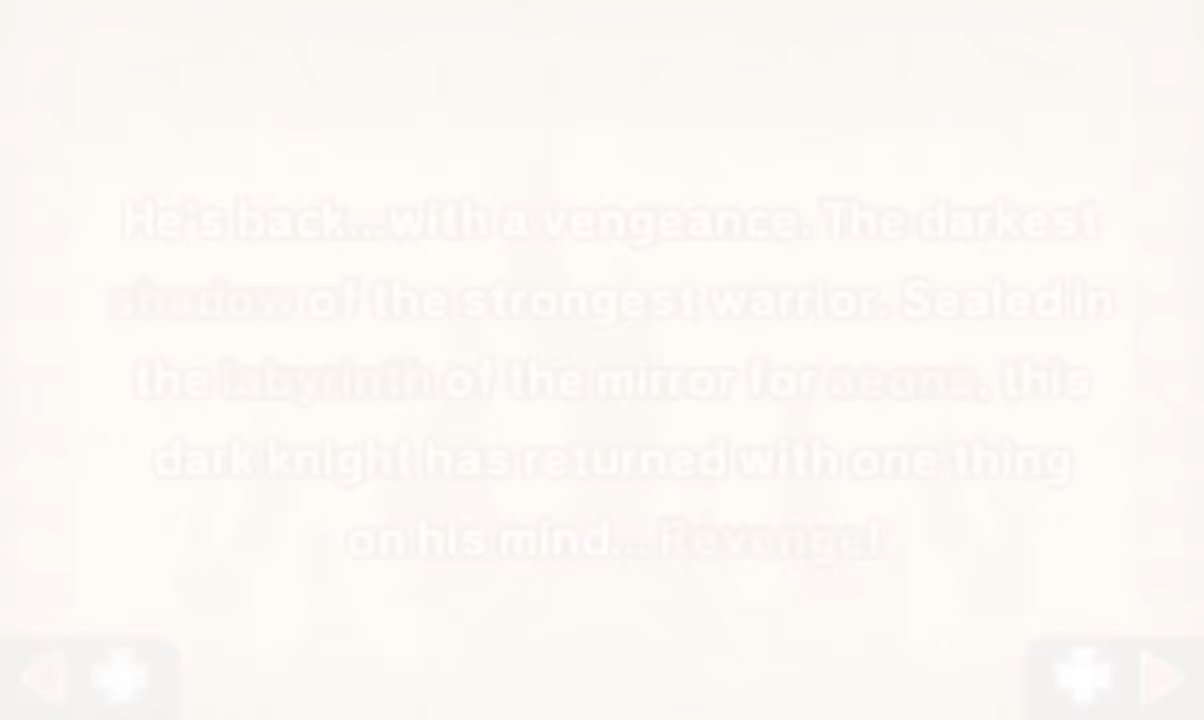 He's back...with a vengeance. The darkest
shadow of the strongest warrior. Sealed in
the labyrinth of the mirror for aeons, this
dark knight has returned with one thing
on his mind... Revenge!